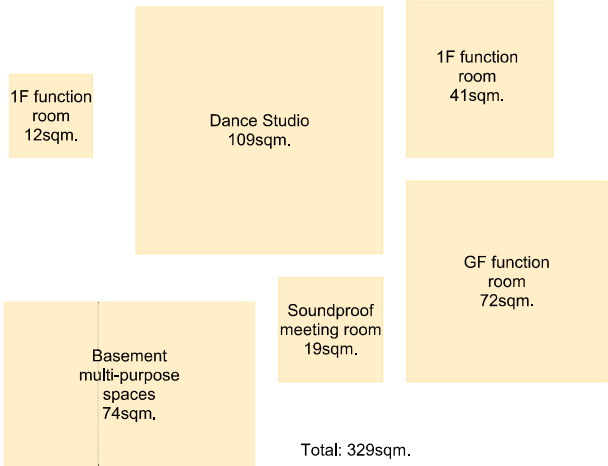 1F function
room
12sqm.
Dance Studio
109sqm.
1F function
room
41sqm.
GF function
room
72sqm.
Soundproof
meeting room
19sqm.
Basement
multi-purpose
spaces
74sqm.
Total: 329sqm.